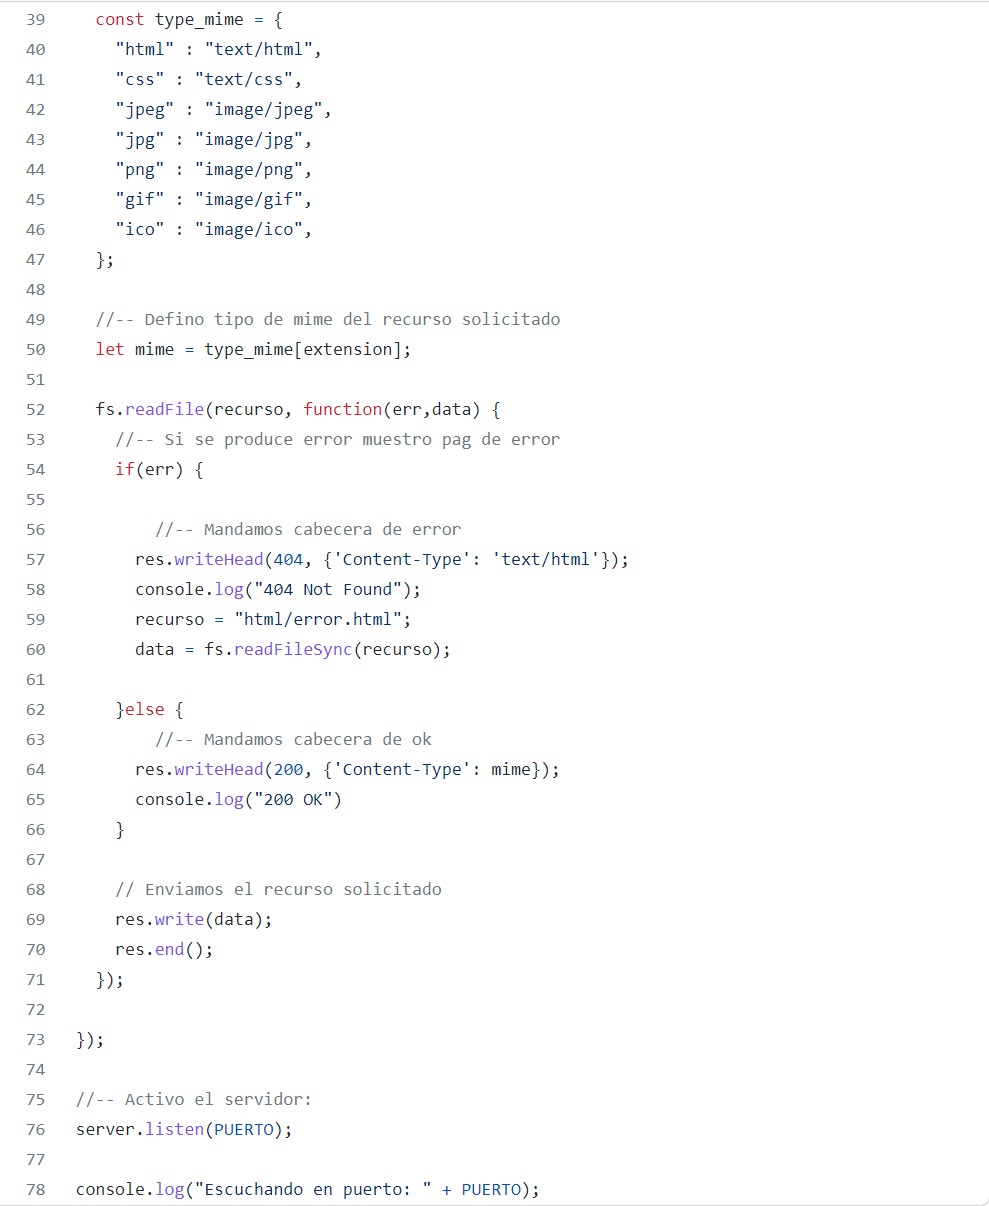 39 const type_mime = {
40 "html" : "text/html",
41 "css" : "text/css",
42 "jpeg" : "image/jpeg",
43 "jpg" : "image/jpg",
44 "png" : "image/png",
45 "gif" : "image/gif",
46 "ico" : "image/ico",
47 };
48
49 //-- Defino tipo de mime del recurso solicitado
50 let mime = type_mime[extension];
51
52 fs.readFile(recurso, function(err,data) {
53 //-- Si se produce error muestro pag de error
54 if(err) {
55
56 //-- Mandamos cabecera de error
57 res.writeHead(404, {'Content-Type': 'text/html'});
58 console.log("404 Not Found");
59 recurso = "html/error.html";
60 data = fs.readFileSync(recurso);
61
62 }else {
63 //-- Mandamos cabecera de ok
64 res.writeHead(200, {'Content-Type': mime});
65 console.log("200 OK")
66 }
67
68 // Enviamos el recurso solicitado
69 res.write(data);
70 res.end();
71 });
72
73 });
74
75 //-- Activo el servidor:
76 server.listen(PUERTO);
77
78 console.log("Escuchando en puerto: " + PUERTO);